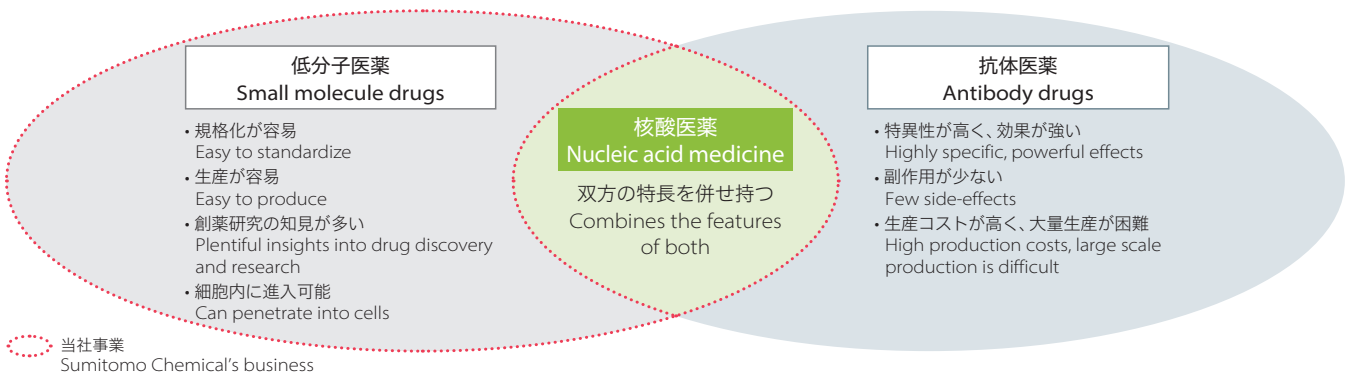 低分子医薬
Small molecule drugs
・規格化が容易
Easy to standardize
・生産が容易
Easy to produce
・創薬研究の知見が多い
Plentiful insights into drug discovery
and research
・細胞内に進入可能
Can penetrate into cells
核酸医薬
Nucleic acid medicine
双方の特長を併せ持つ
Combines the features
of both
抗体医薬
Antibody drugs
・特異性が高く、効果が強い
Highly specific, powerful effects
・副作用が少ない
Few side-effects
・生産コストが高く、大量生産が困難
High production costs, large scale
production is difficult
当社事業
Sumitomo Chemical's business